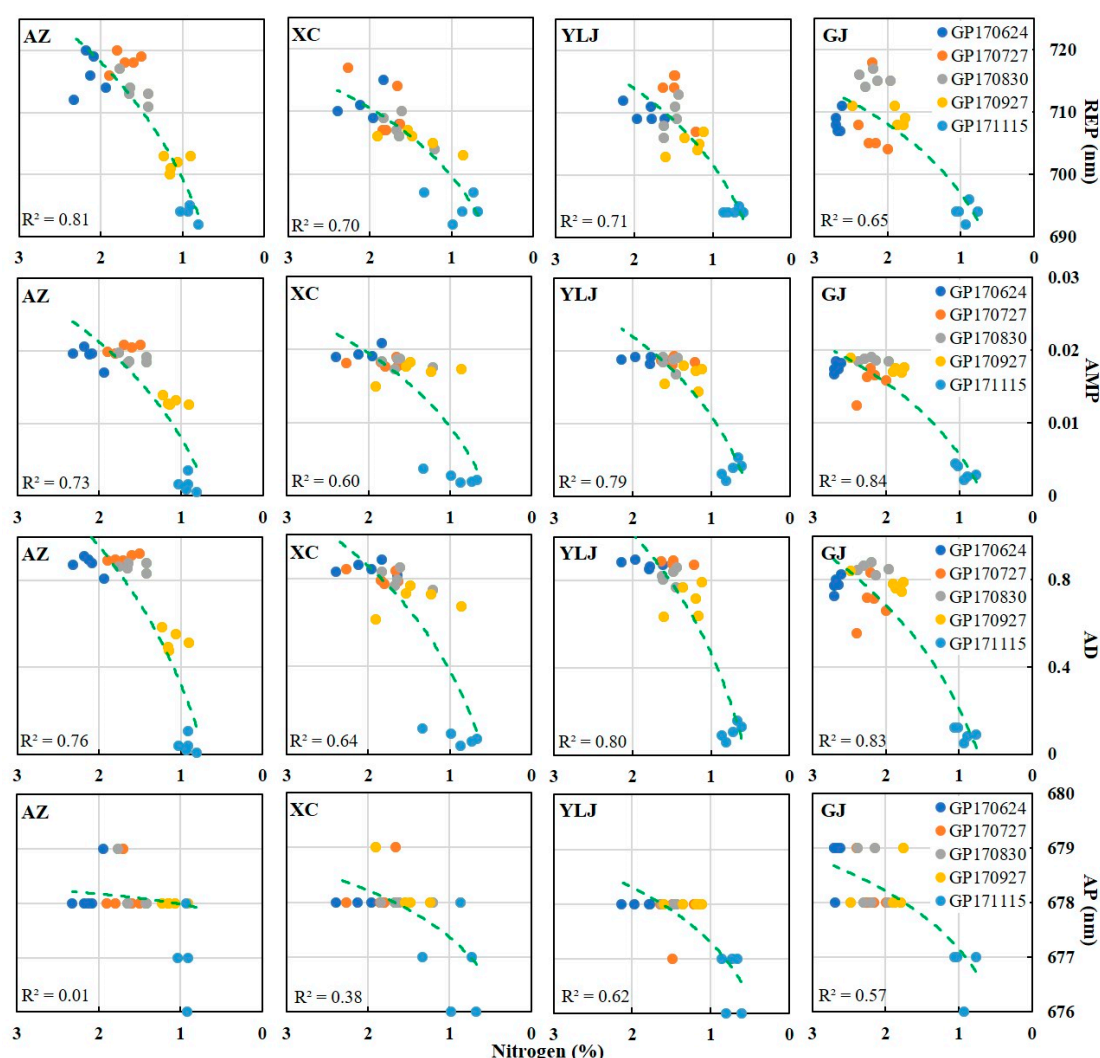 AZ
XC
YLJ
GJ
GP170624
GP170727
GP170830
GP170927
GP171115
720
710
700
690
REP (nm)
R² = 0.81
R² = 0.70
R² = 0.71
R² = 0.65
3 2 1 0
3 2 1 0
3 2 1 0
3 2 1 0
AZ
XC
YLJ
GJ
GP170624
GP170727
GP170830
GP170927
GP171115
0.03
0.02
0.01
0
AMP
R² = 0.73
R² = 0.60
R² = 0.79
R² = 0.84
3 2 1 0
3 2 1 0
3 2 1 0
3 2 1 0
AZ
XC
YLJ
GJ
GP170624
GP170727
GP170830
GP170927
GP171115
0.8
0.4
0
AD
R² = 0.76
R² = 0.64
R² = 0.80
R² = 0.83
3 2 1 0
3 2 1 0
3 2 1 0
3 2 1 0
AZ
XC
YLJ
GJ
GP170624
GP170727
GP170830
GP170927
GP171115
680
679
678
677
676
AP (nm)
R² = 0.01
R² = 0.38
R² = 0.62
R² = 0.57
3 2 1 0
3 2 1 0
3 2 1 0
3 2 1 0
Nitrogen (%)